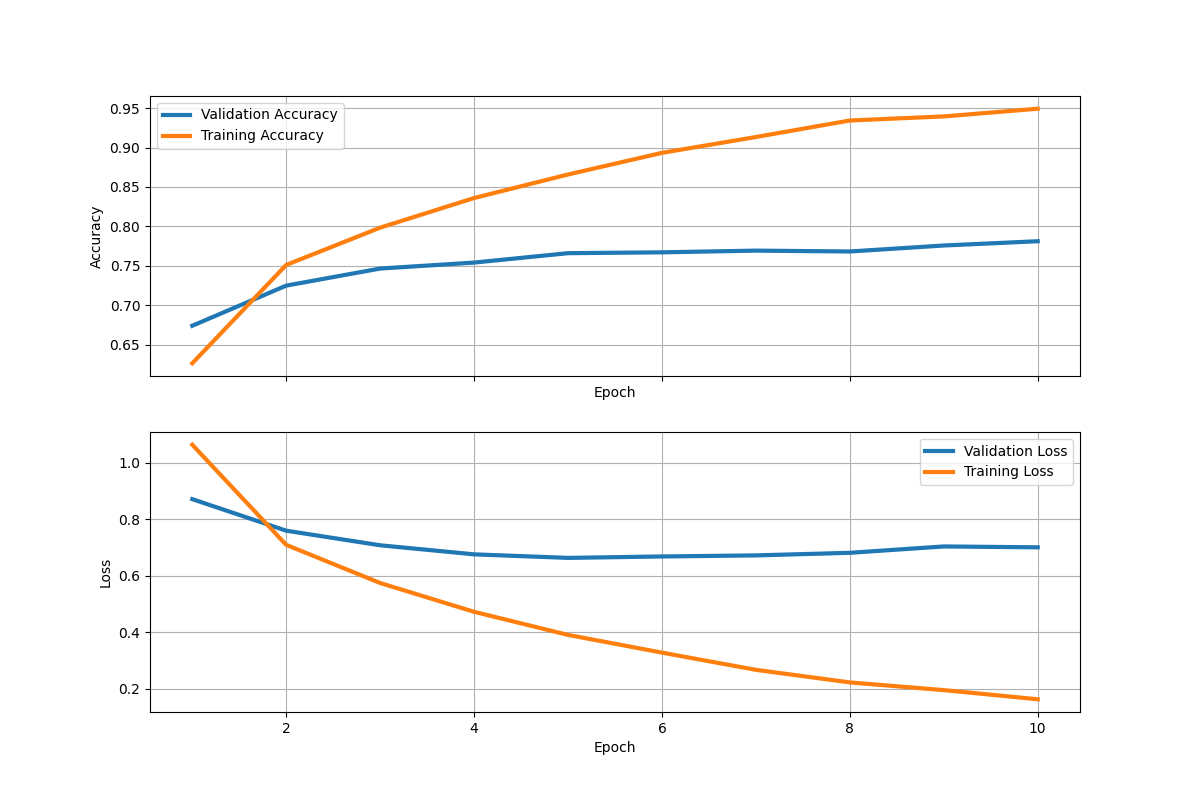 0.95
0.90
0.85
0.80
0.75
0.70
0.65
Accuracy
Validation Accuracy
Training Accuracy
Epoch
1.0
0.8
0.6
0.4
0.2
Loss
Validation Loss
Training Loss
2 4 6 8 10
Epoch